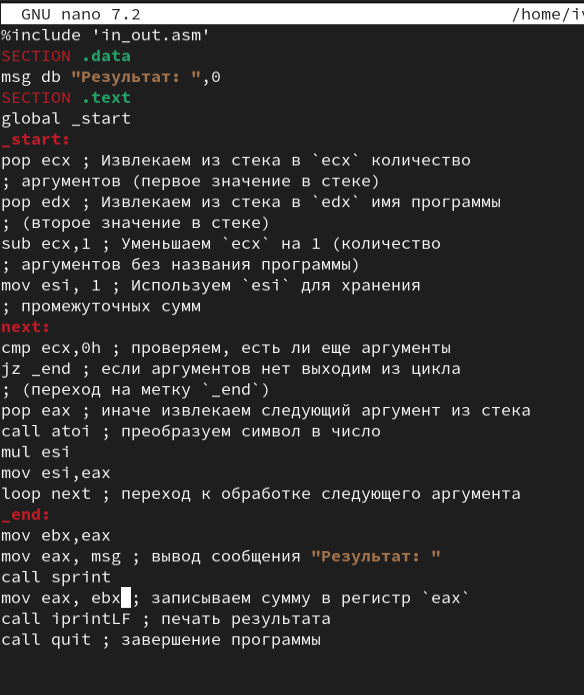 GNU nano 7.2 /home/iv
%include 'in_out.asm'
SECTION .data
msg db "Результат: ",0
SECTION .text
global _start
_start:
pop ecx ; Извлекаем из стека в `ecx` количество
; аргументов (первое значение в стеке)
pop edx ; Извлекаем из стека в `edx` имя программы
; (второе значение в стеке)
sub ecx,1 ; Уменьшаем `ecx` на 1 (количество
; аргументов без названия программы)
mov esi, 1 ; Используем `esi` для хранения
; промежуточных сумм
next:
cmp ecx,0h ; проверяем, есть ли еще аргументы
jz _end ; если аргументов нет выходим из цикла
; (переход на метку `_end`)
pop eax ; иначе извлекаем следующий аргумент из стека
call atoi ; преобразуем символ в число
mul esi
mov esi,eax
loop next ; переход к обработке следующего аргумента
_end:
mov ebx,eax
mov eax, msg ; вывод сообщения "Результат: "
call sprint
mov eax, ebx ; записываем сумму в регистр `eax`
call iprintLF ; печать результата
call quit ; завершение программы